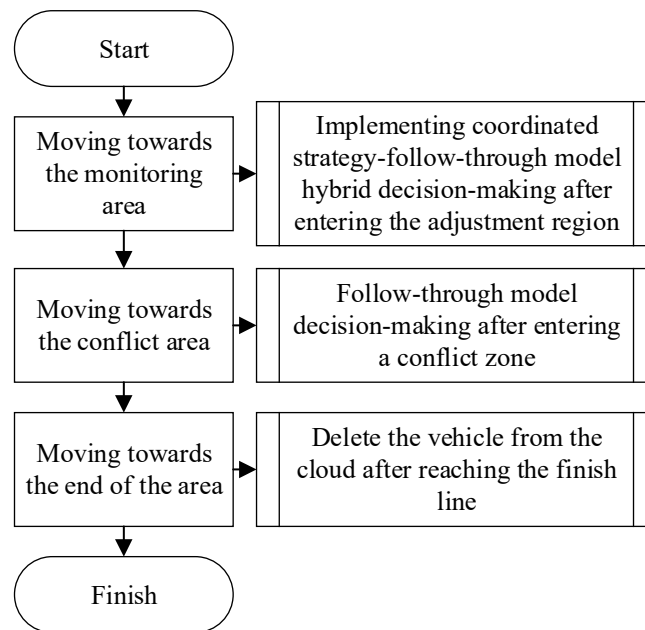 Start
Moving towards
the monitoring
area
Implementing coordinated
strategy-follow-through model
hybrid decision-making after
entering the adjustment region
Moving towards
the conflict area
Follow-through model
decision-making after entering
a conflict zone
Moving towards
the end of the area
Delete the vehicle from the
cloud after reaching the finish
line
Finish